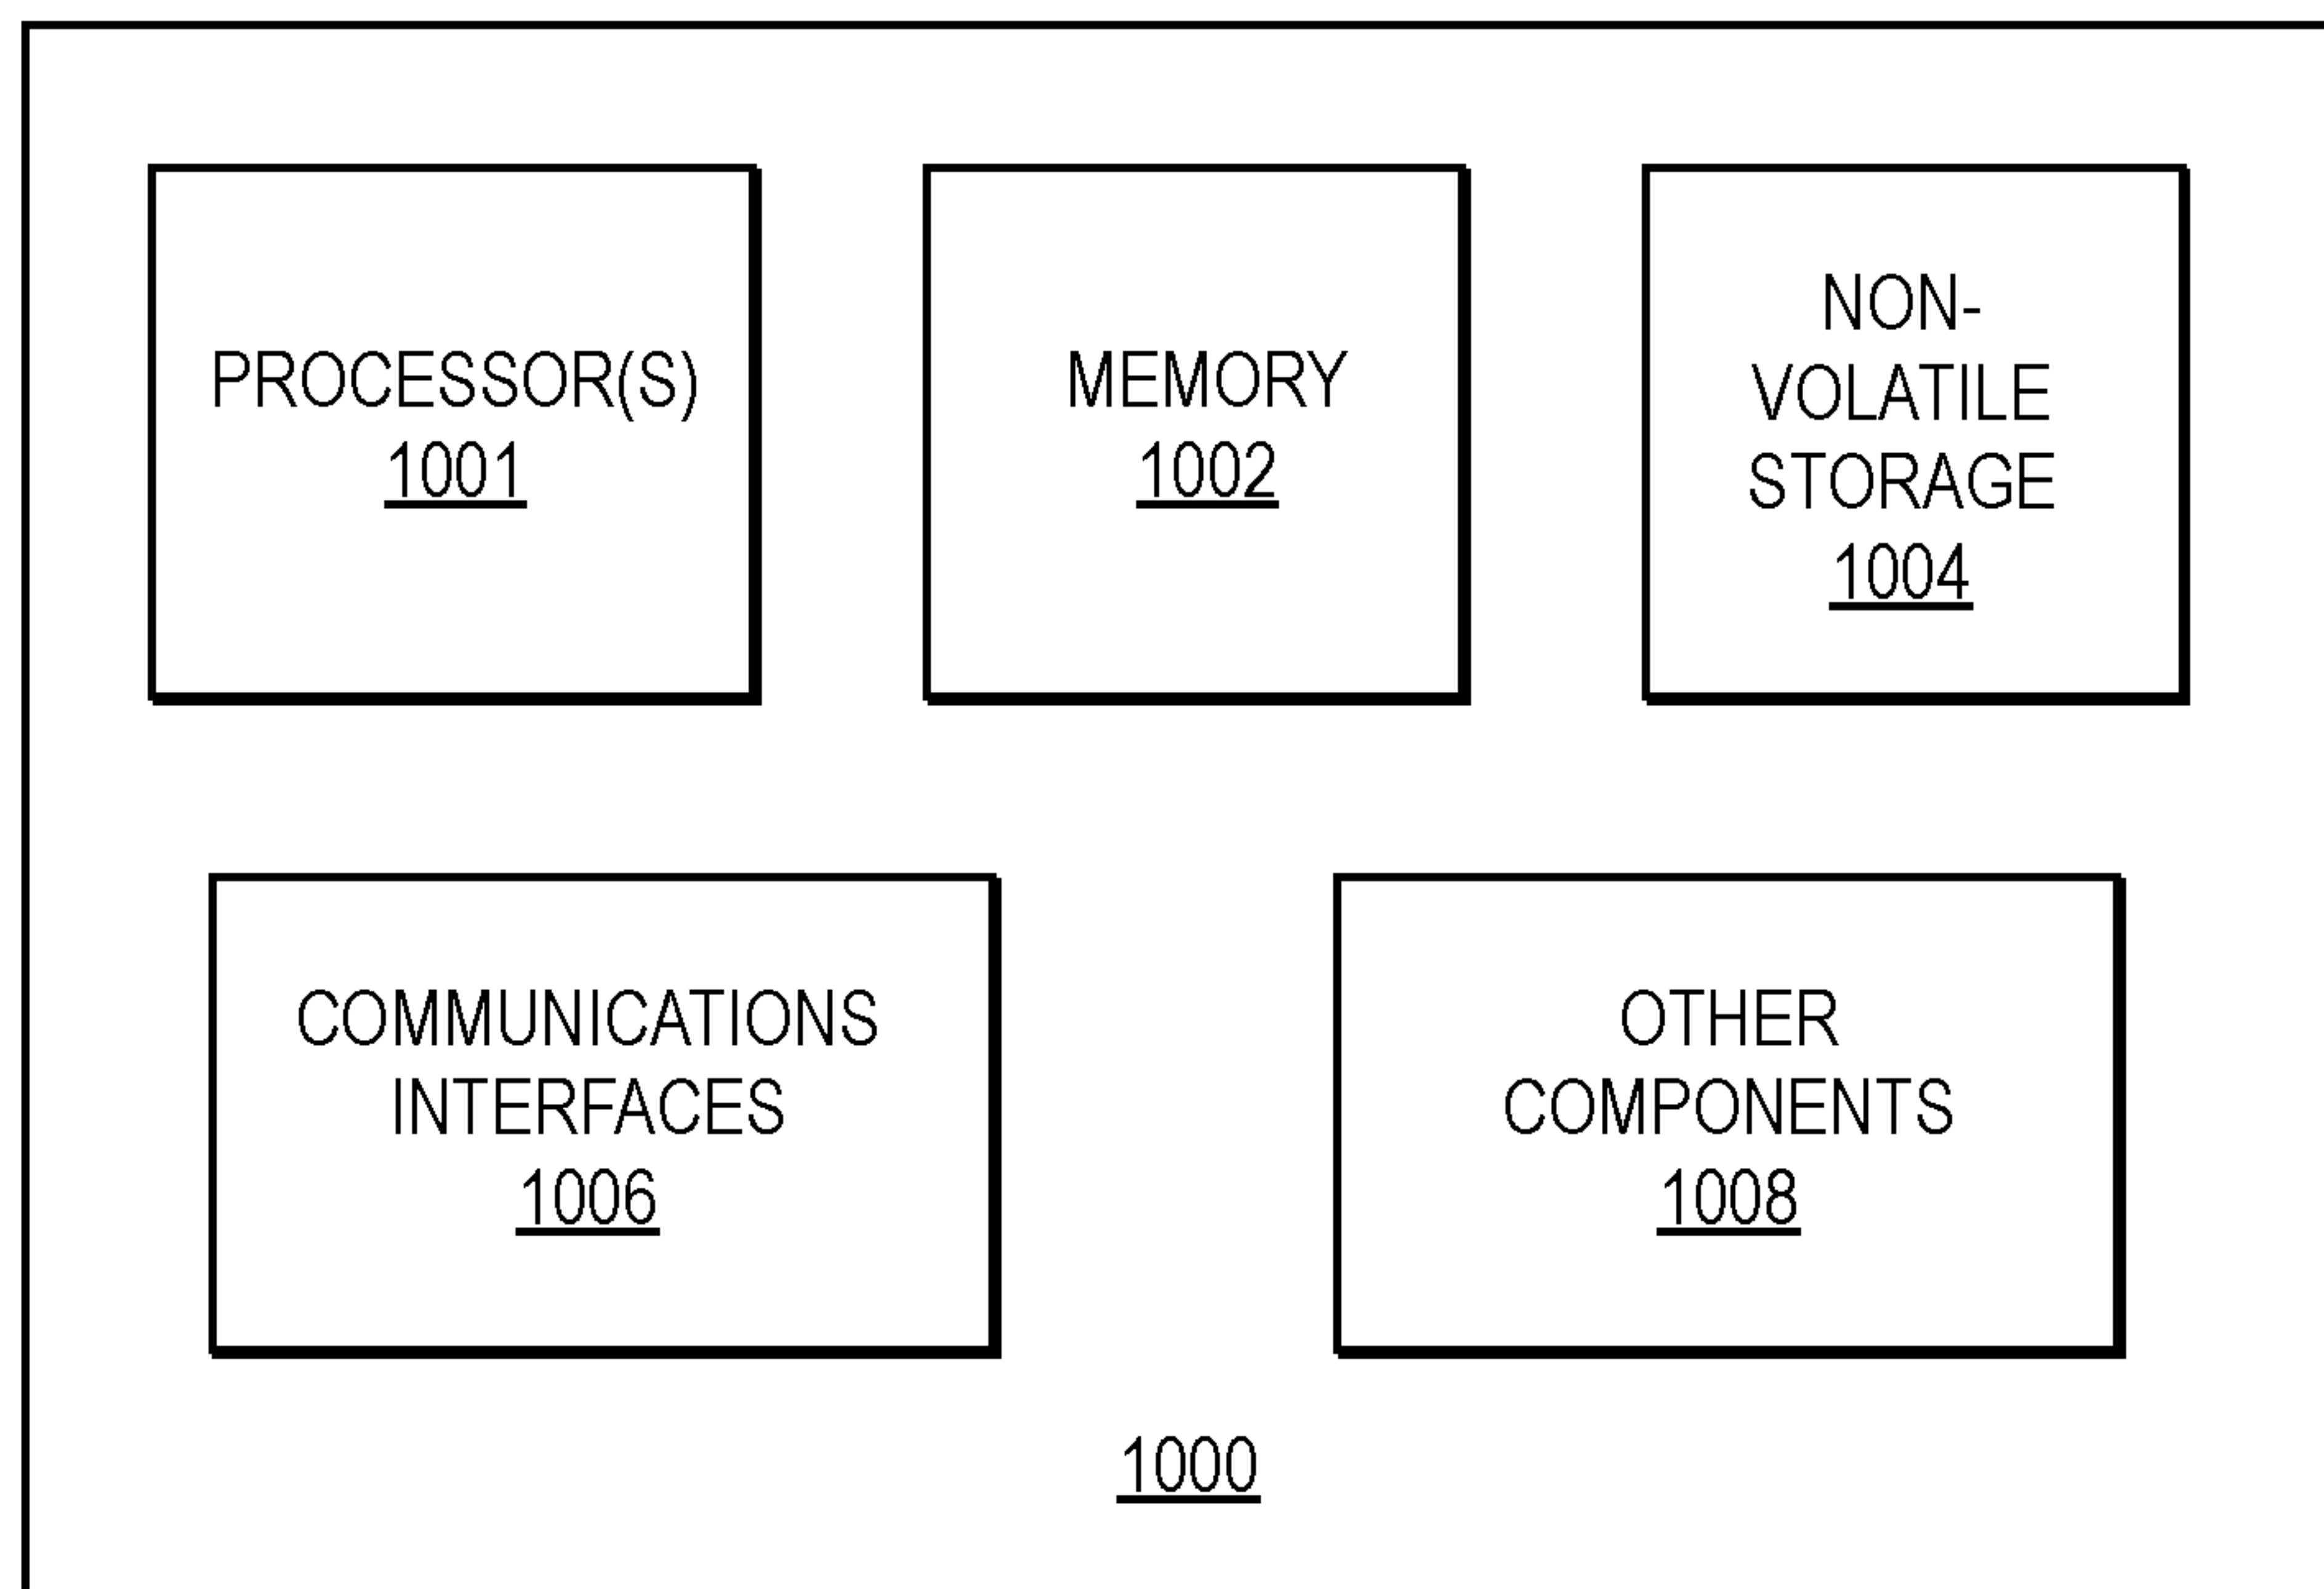 PROCESSOR(S)
1001
MEMORY
1002
NON-
VOLATILE
STORAGE
1004
COMMUNICATIONS
INTERFACES
1006
OTHER
COMPONENTS
1008
1000